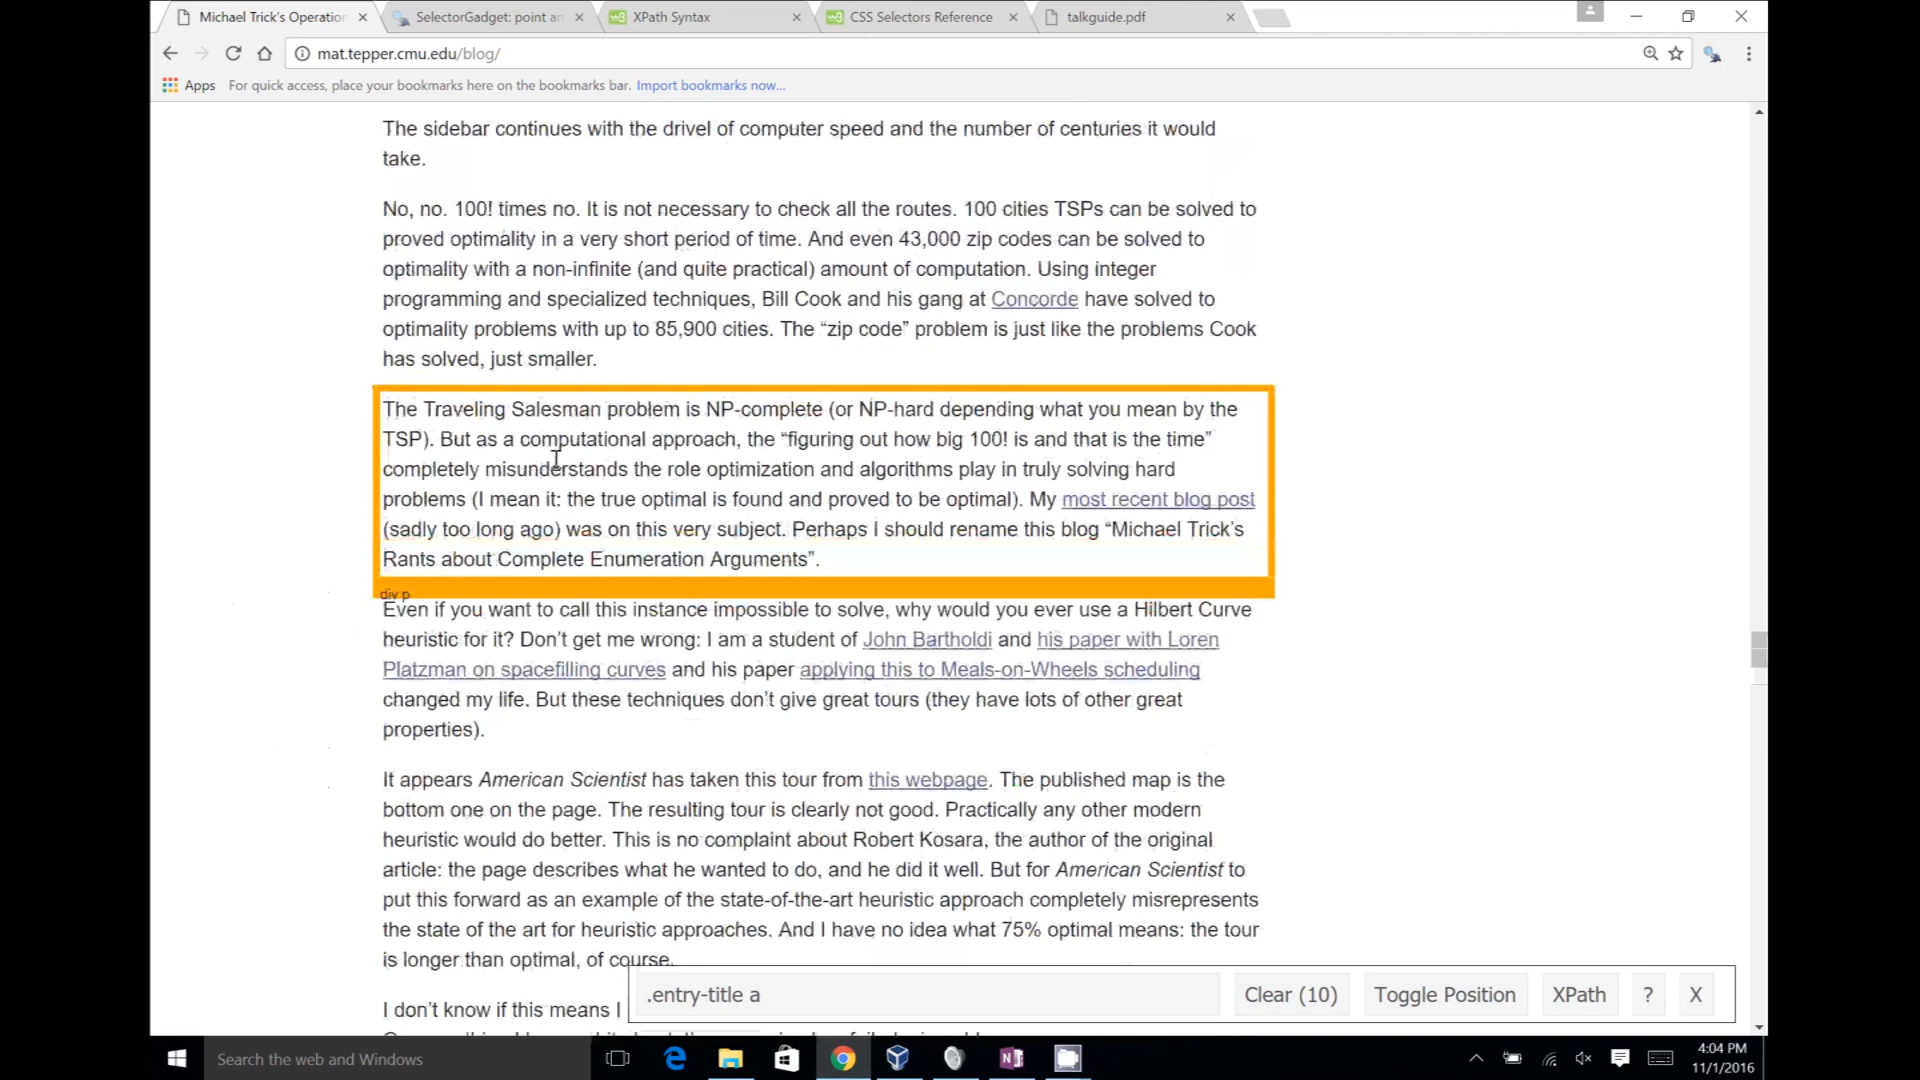 Michael Trick's Operation
SelectorGadget: point an
XPath Syntax
CSS Selectors Reference
talkguide.pdf
mat.tepper.cmu.edu/blog/
Apps
For quick access, place your bookmarks here on the bookmarks bar. Import bookmarks now...
The sidebar continues with the drivel of computer speed and the number of centuries it would
take.
No, no. 100! times no. It is not necessary to check all the routes. 100 cities TSPs can be solved to
proved optimality in a very short period of time. And even 43,000 zip codes can be solved to
optimality with a non-infinite (and quite practical) amount of computation. Using integer
programming and specialized techniques, Bill Cook and his gang at Concorde have solved to
optimality problems with up to 85,900 cities. The “zip code” problem is just like the problems Cook
has solved, just smaller.
The Traveling Salesman problem is NP-complete (or NP-hard depending what you mean by the
TSP). But as a computational approach, the “figuring out how big 100! is and that is the time”
completely misunderstands the role optimization and algorithms play in truly solving hard
problems (I mean it: the true optimal is found and proved to be optimal). My most recent blog post
(sadly too long ago) was on this very subject. Perhaps I should rename this blog “Michael Trick’s
Rants about Complete Enumeration Arguments”.
div p
Even if you want to call this instance impossible to solve, why would you ever use a Hilbert Curve
heuristic for it? Don’t get me wrong: I am a student of John Bartholdi and his paper with Loren
Platzman on spacefilling curves and his paper applying this to Meals-on-Wheels scheduling
changed my life. But these techniques don’t give great tours (they have lots of other great
properties).
It appears American Scientist has taken this tour from this webpage. The published map is the
bottom one on the page. The resulting tour is clearly not good. Practically any other modern
heuristic would do better. This is no complaint about Robert Kosara, the author of the original
article: the page describes what he wanted to do, and he did it well. But for American Scientist to
put this forward as an example of the state-of-the-art heuristic approach completely misrepresents
the state of the art for heuristic approaches. And I have no idea what 75% optimal means: the tour
is longer than optimal, of course.
.entry-title a
Clear (10)
Toggle Position
XPath
?
X
I don’t know if this means I
Search the web and Windows
4:04 PM
11/1/2016